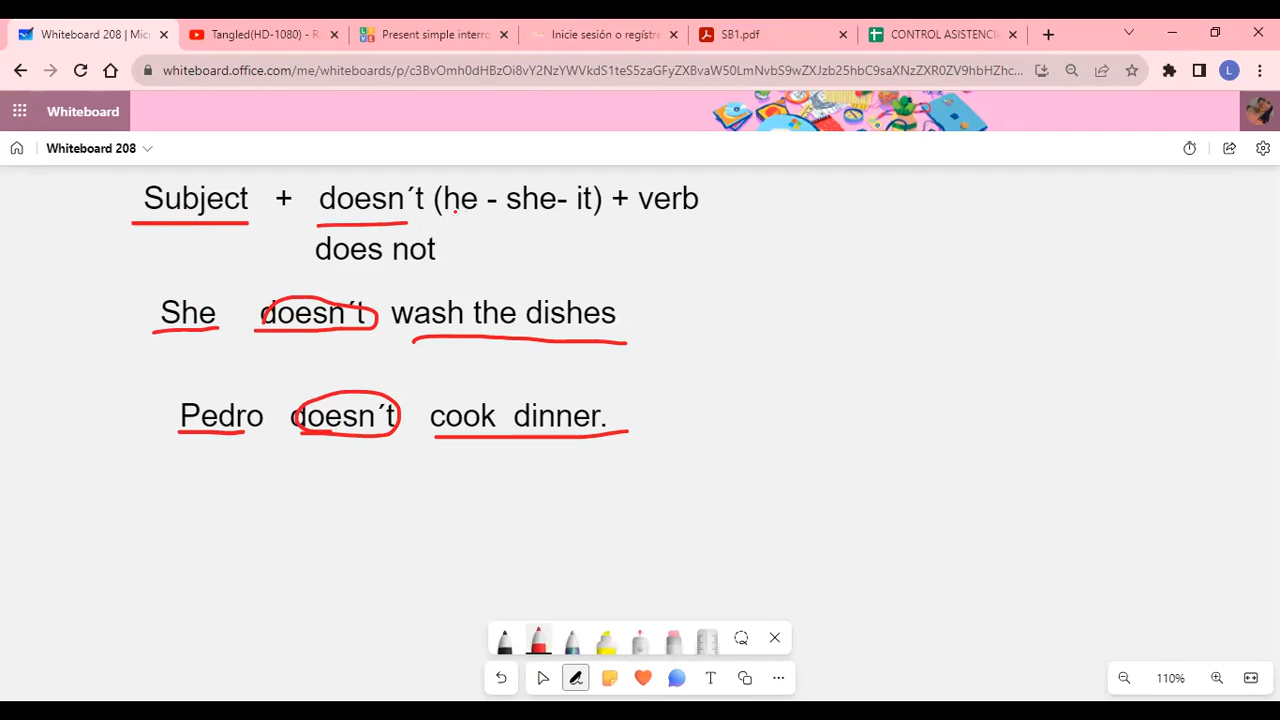 Whiteboard 208 | Mic
Tangled(HD-1080) - R
Present simple interro
Inicie sesión o regístre
SB1.pdf
CONTROL ASISTENCIA
whiteboard.office.com/me/whiteboards/p/c3BvOmh0dHBzOi8vY2NzYWVkdS1teS5zaGFyZXBvaW50LmNvbS9wZXJzb25hbC9saXNzZXR0ZV9hbHZhc...
L
Whiteboard
Whiteboard 208
Subject + doesn´t (he - she- it) + verb
does not
She doesn´t wash the dishes
Pedro doesn´t cook dinner.
110%